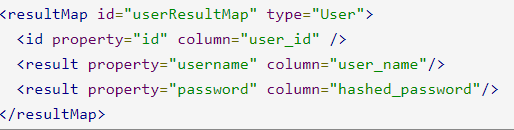 <resultMap id="userResultMap" type="User">
  <id property="id" column="user_id" />
  <result property="username" column="user_name"/>
  <result property="password" column="hashed_password"/>
</resultMap>